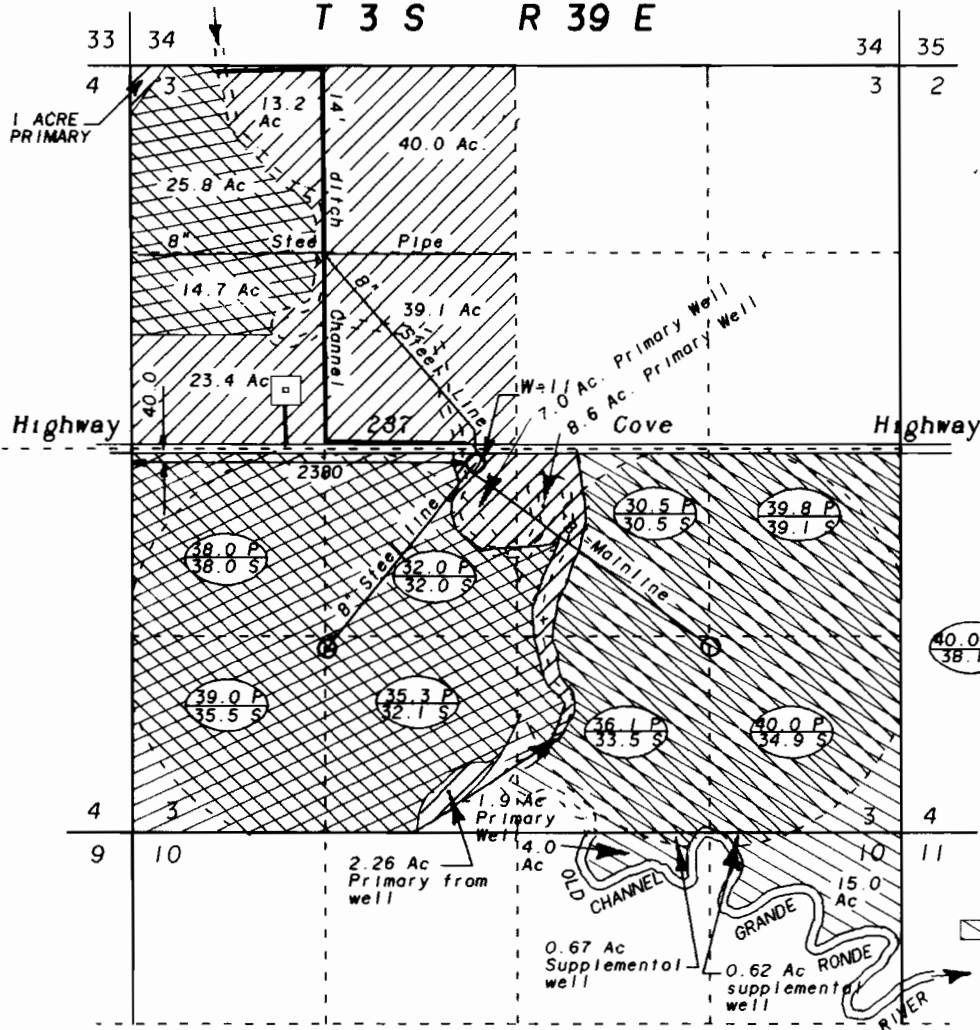 T 3 S R 39 E
33 34 34 35
4 3 3 2
1 ACRE
PRIMARY
13.2
Ac
14' ditch Channel
40.0 Ac.
25.8 Ac
8" Steel Pipe
14.7 Ac
39.1 Ac
8" Steel Line
23.4 Ac
40.0
Well
7.0 Ac. Primary Well
8.6 Ac. Primary Well
Highway 237 Cove Highway
2380
8" Steel line
Mainline
38.0 P
38.0 S
32.0 P
32.0 S
30.5 P
30.5 S
39.8 P
39.1 S
39.0 P
35.5 S
35.3 P
32.1 S
36.1 P
33.5 S
40.0 P
34.9 S
40.0
38.
4 3 3 4
9 10 10 11
1.9 Ac
Primary
Well
2.26 Ac
Primary from
well
4.0
Ac
OLD CHANNEL
15.0
Ac
GRANDE RONDE RIVER
0.67 Ac
Supplemental
well
0.62 Ac
supplemental
well